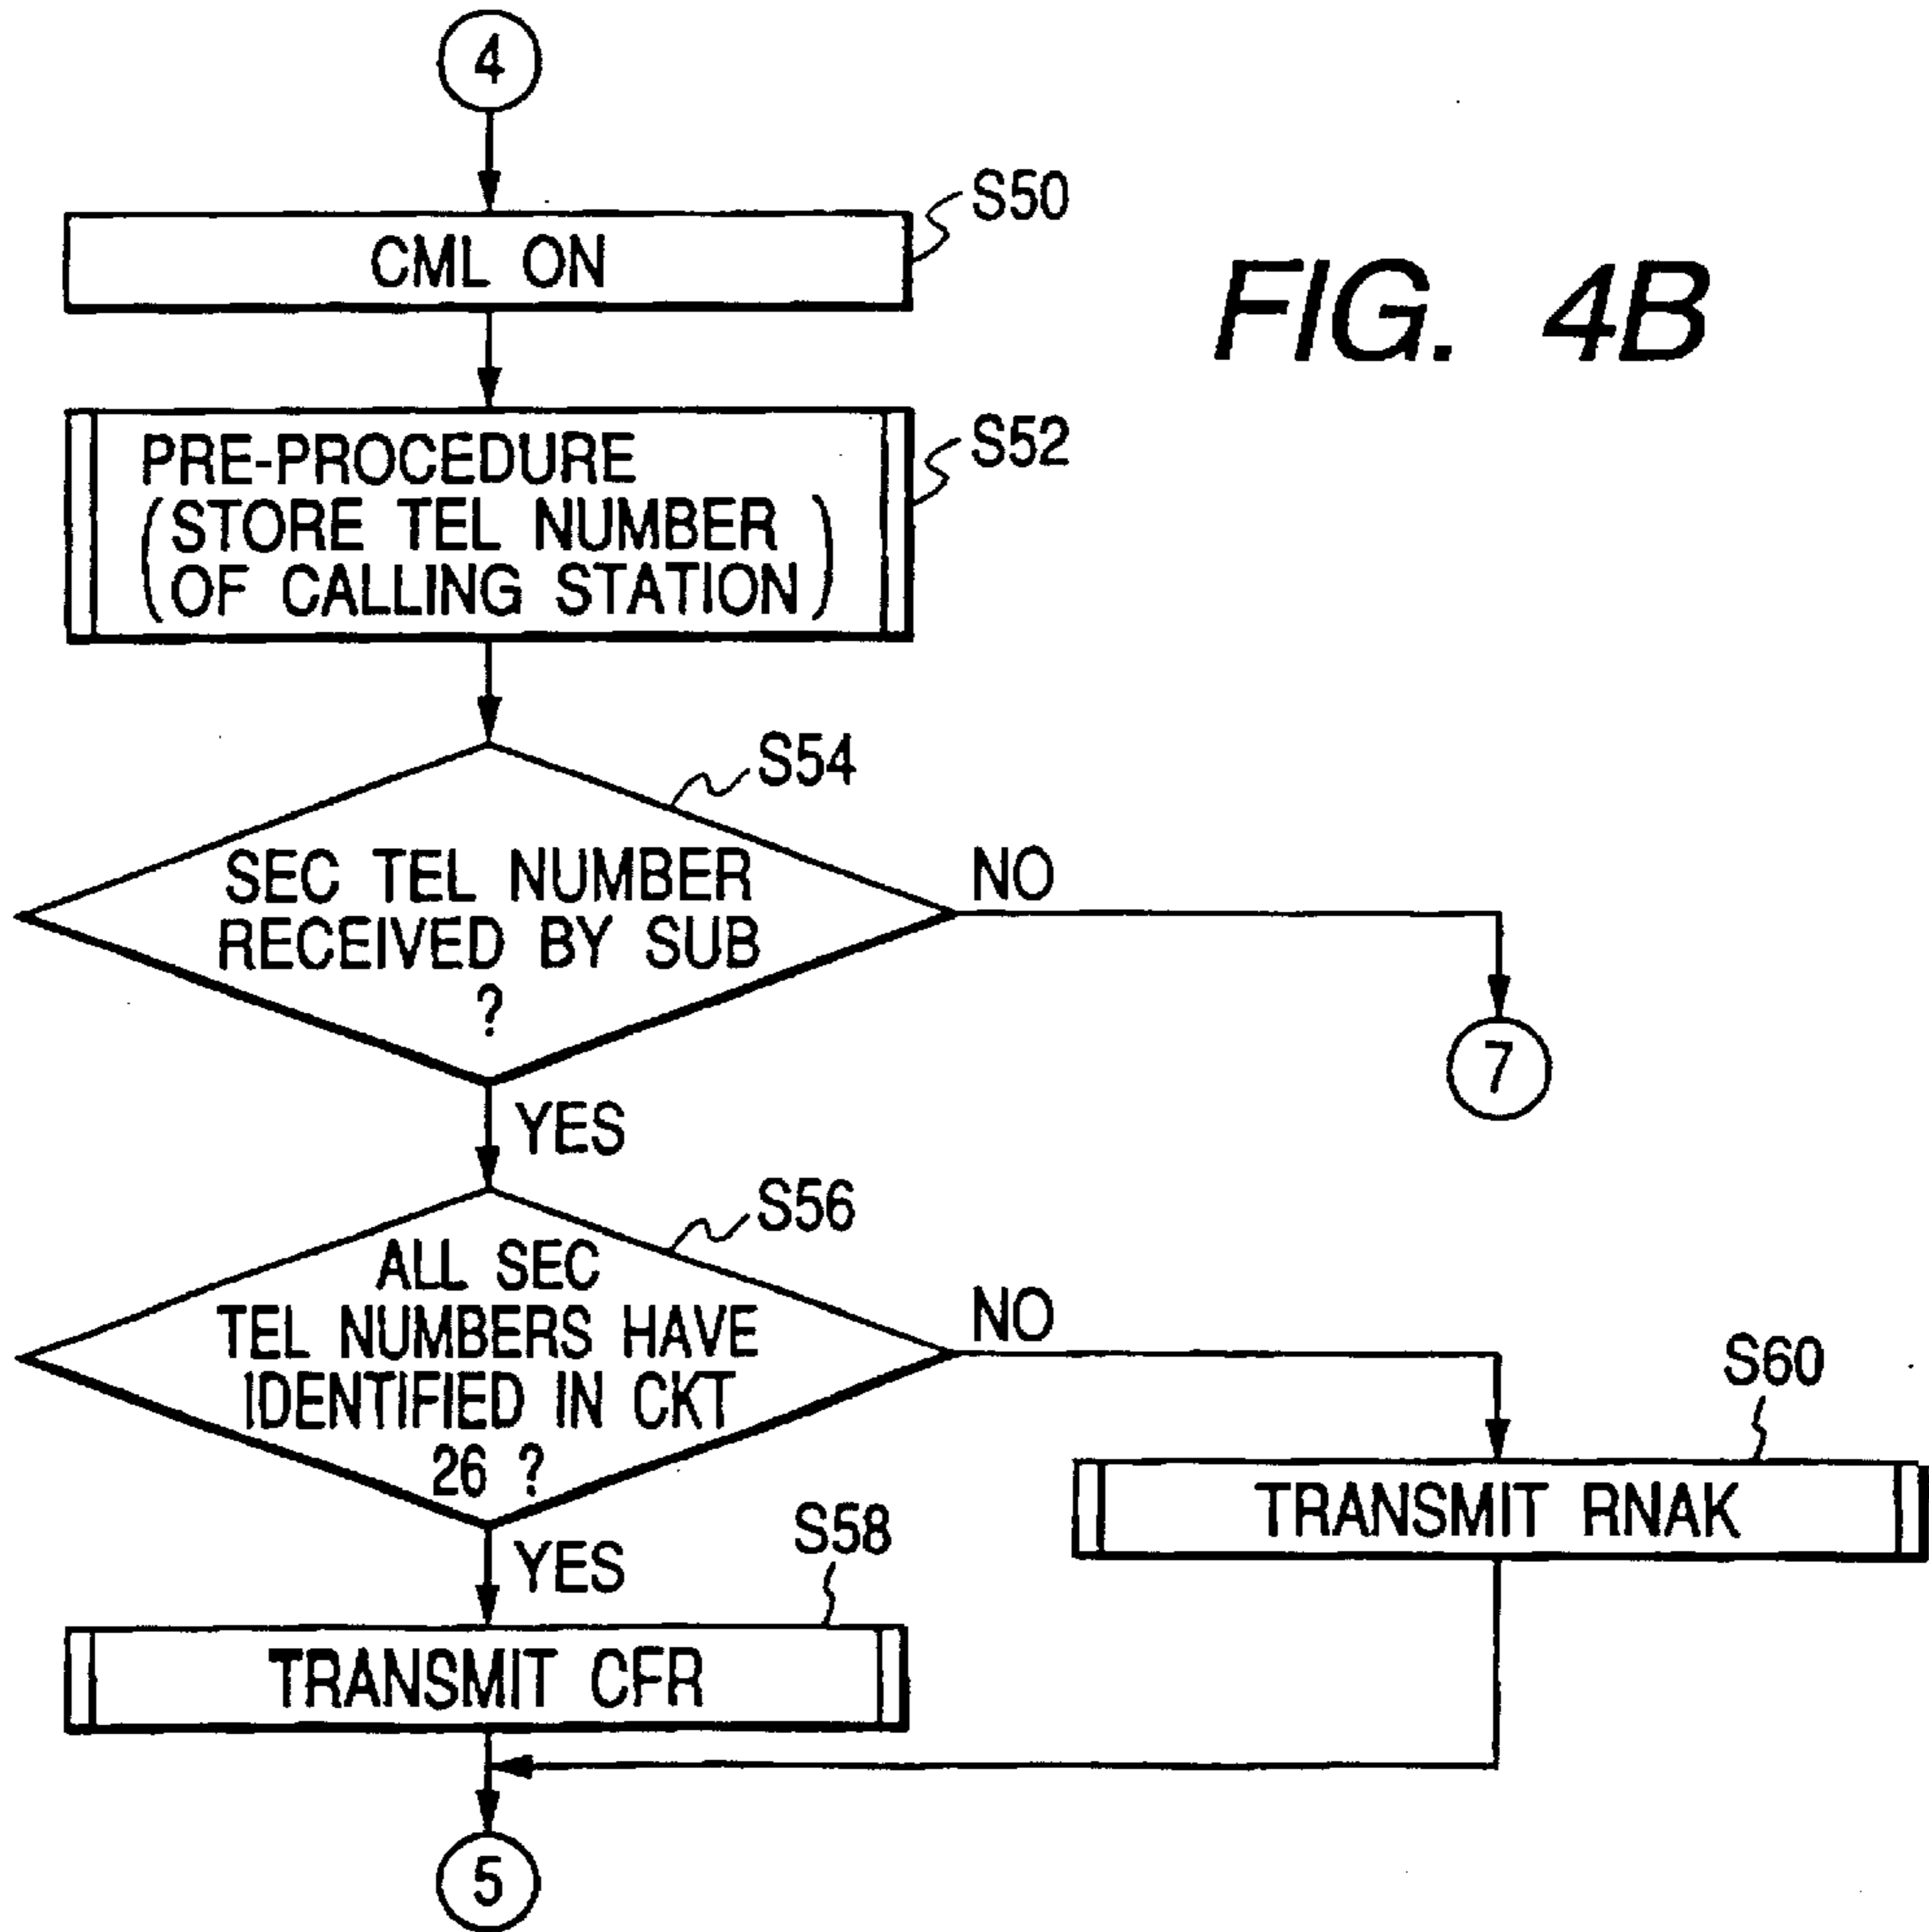 4
S50
CML ON
FIG. 4B
S52
PRE-PROCEDURE
(STORE TEL NUMBER
OF CALLING STATION)
S54
SEC TEL NUMBER
RECEIVED BY SUB
?
NO
7
YES
S56
ALL SEC
TEL NUMBERS HAVE
IDENTIFIED IN CKT
26 ?
NO
S60
TRANSMIT RNAK
YES
S58
TRANSMIT CFR
5